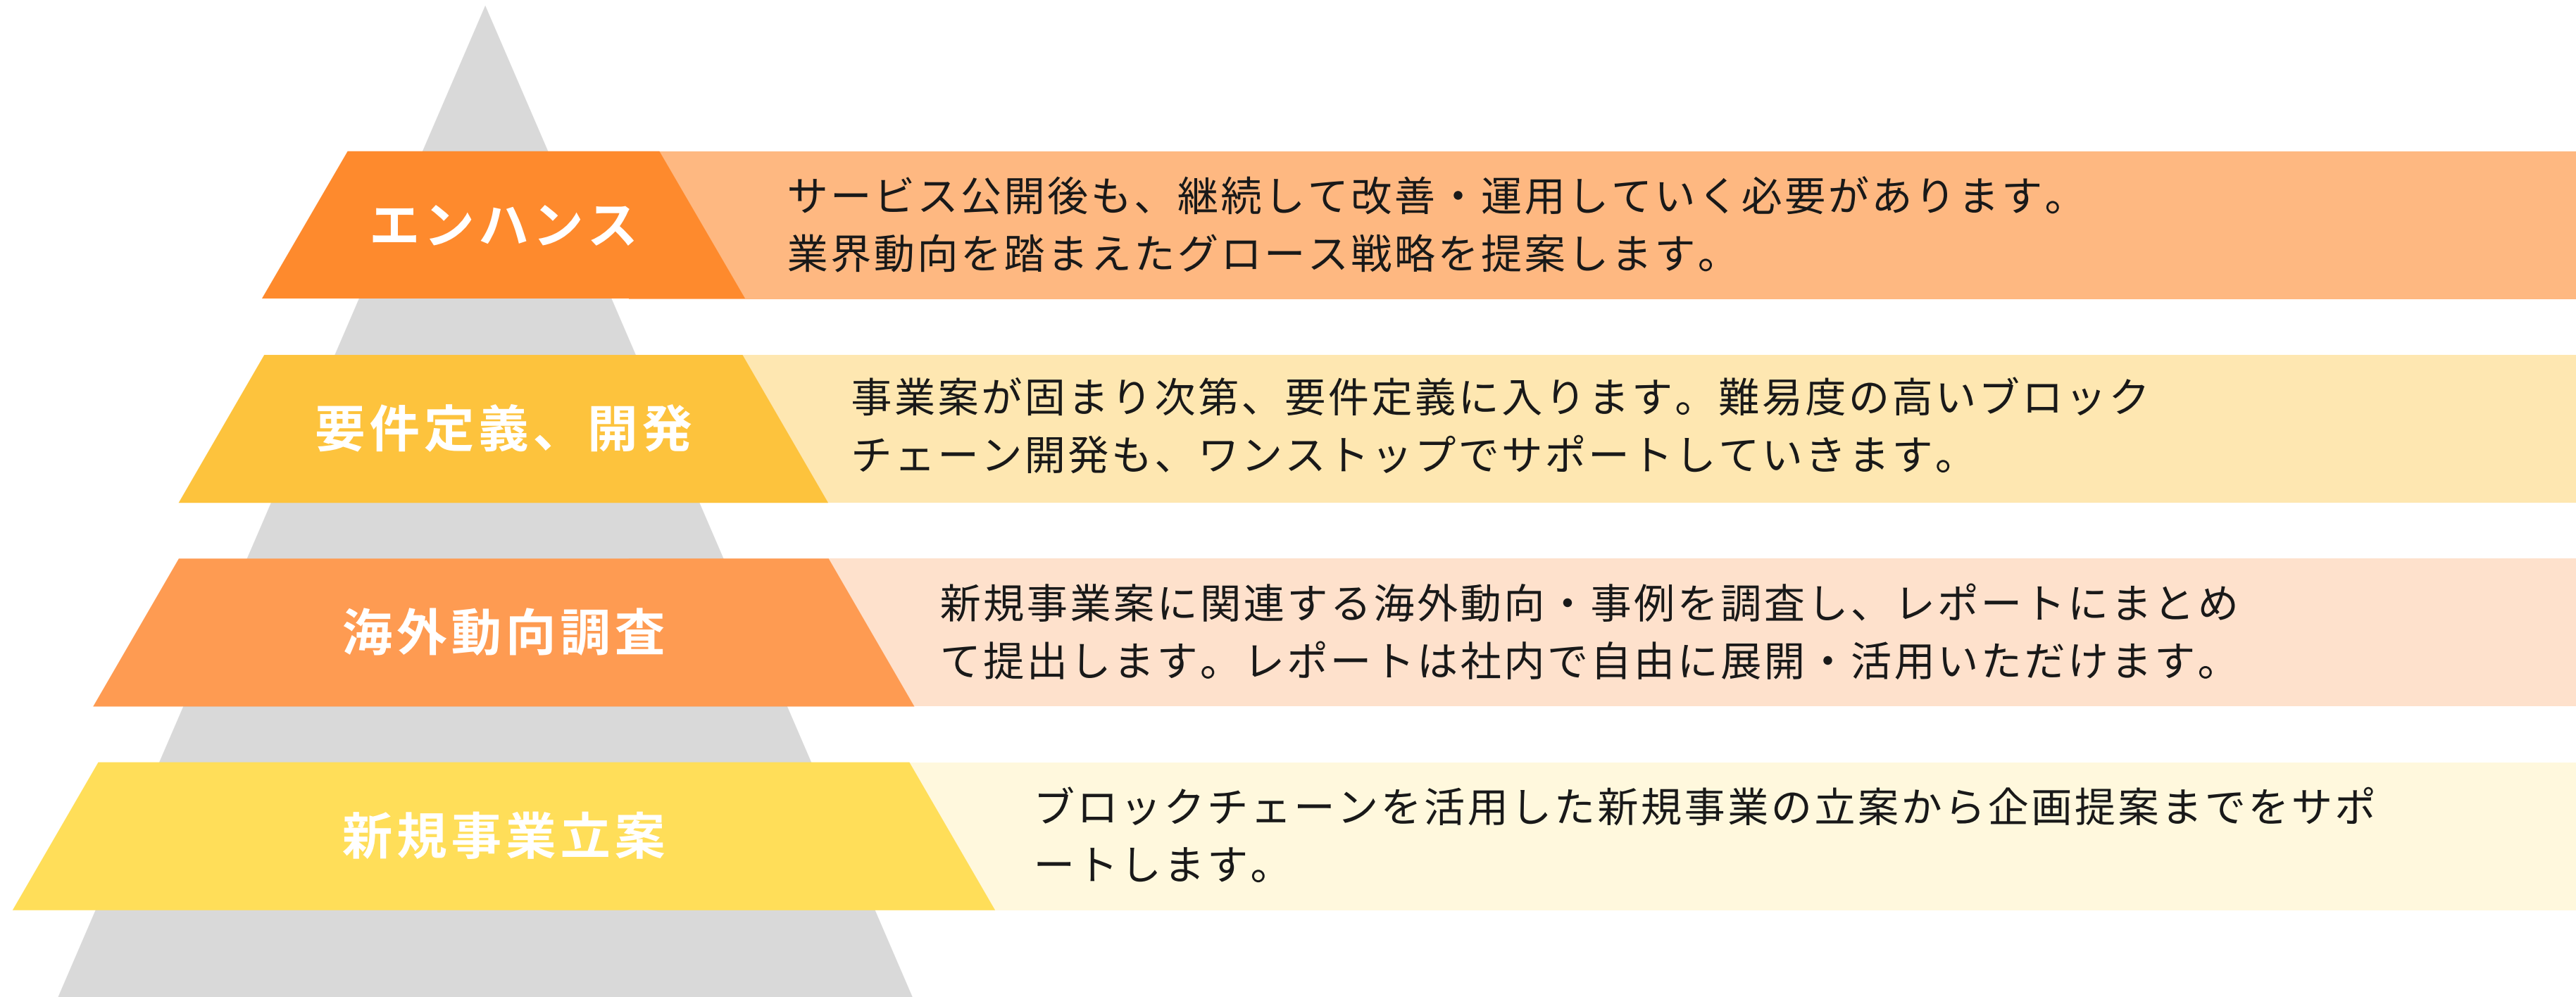 エンハンス
サービス公開後も、継続して改善・運用していく必要があります。
業界動向を踏まえたグロース戦略を提案します。
要件定義、開発
事業案が固まり次第、要件定義に入ります。難易度の高いブロック
チェーン開発も、ワンストップでサポートしていきます。
海外動向調査
新規事業案に関連する海外動向・事例を調査し、レポートにまとめ
て提出します。レポートは社内で自由に展開・活用いただけます。
新規事業立案
ブロックチェーンを活用した新規事業の立案から企画提案までをサポ
ートします。